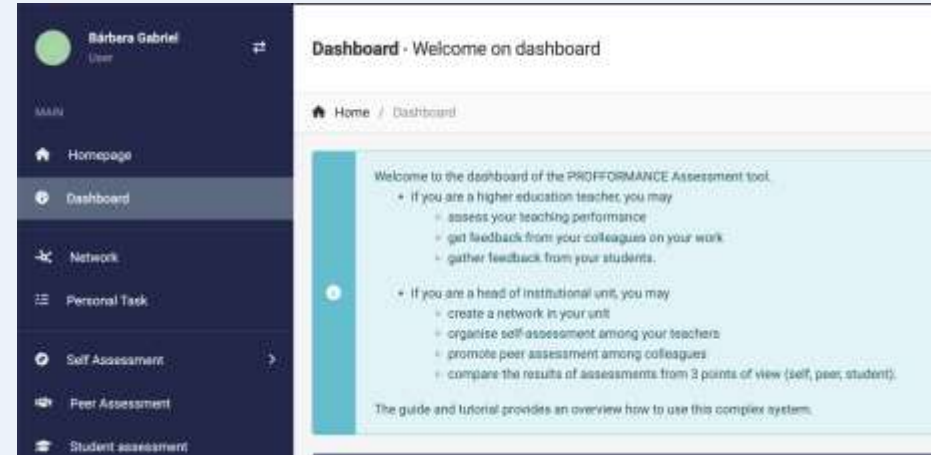 Bárbara Gabriel
User
MAIN
Homepage
Dashboard
Network
Personal Task
Self Assessment
Peer Assessment
Student assessment
Dashboard - Welcome on dashboard
Home / Dashboard
Welcome to the dashboard of the PROFFORMANCE Assessment tool.
• If you are a higher education teacher, you may
◦ assess your teaching performance
◦ get feedback from your colleagues on your work
◦ gather feedback from your students.
• If you are a head of institutional unit, you may
◦ create a network in your unit
◦ organise self-assessment among your teachers
◦ promote peer assessment among colleagues
◦ compare the results of assessments from 3 points of view (self, peer, student).
The guide and tutorial provides an overview how to use this complex system.